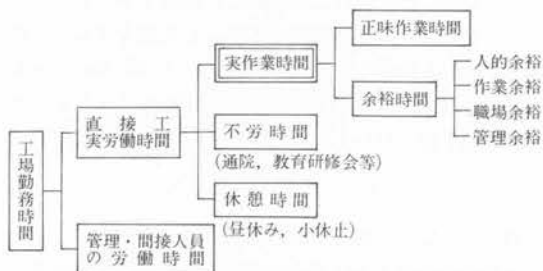 工場勤務時間
直接工
実労働時間
管理・間接人員
の労働時間
実作業時間
不労時間
(通院，教育研修会等)
休憩時間
(昼休み，小休止)
正味作業時間
余裕時間
人的余裕
作業余裕
職場余裕
管理余裕